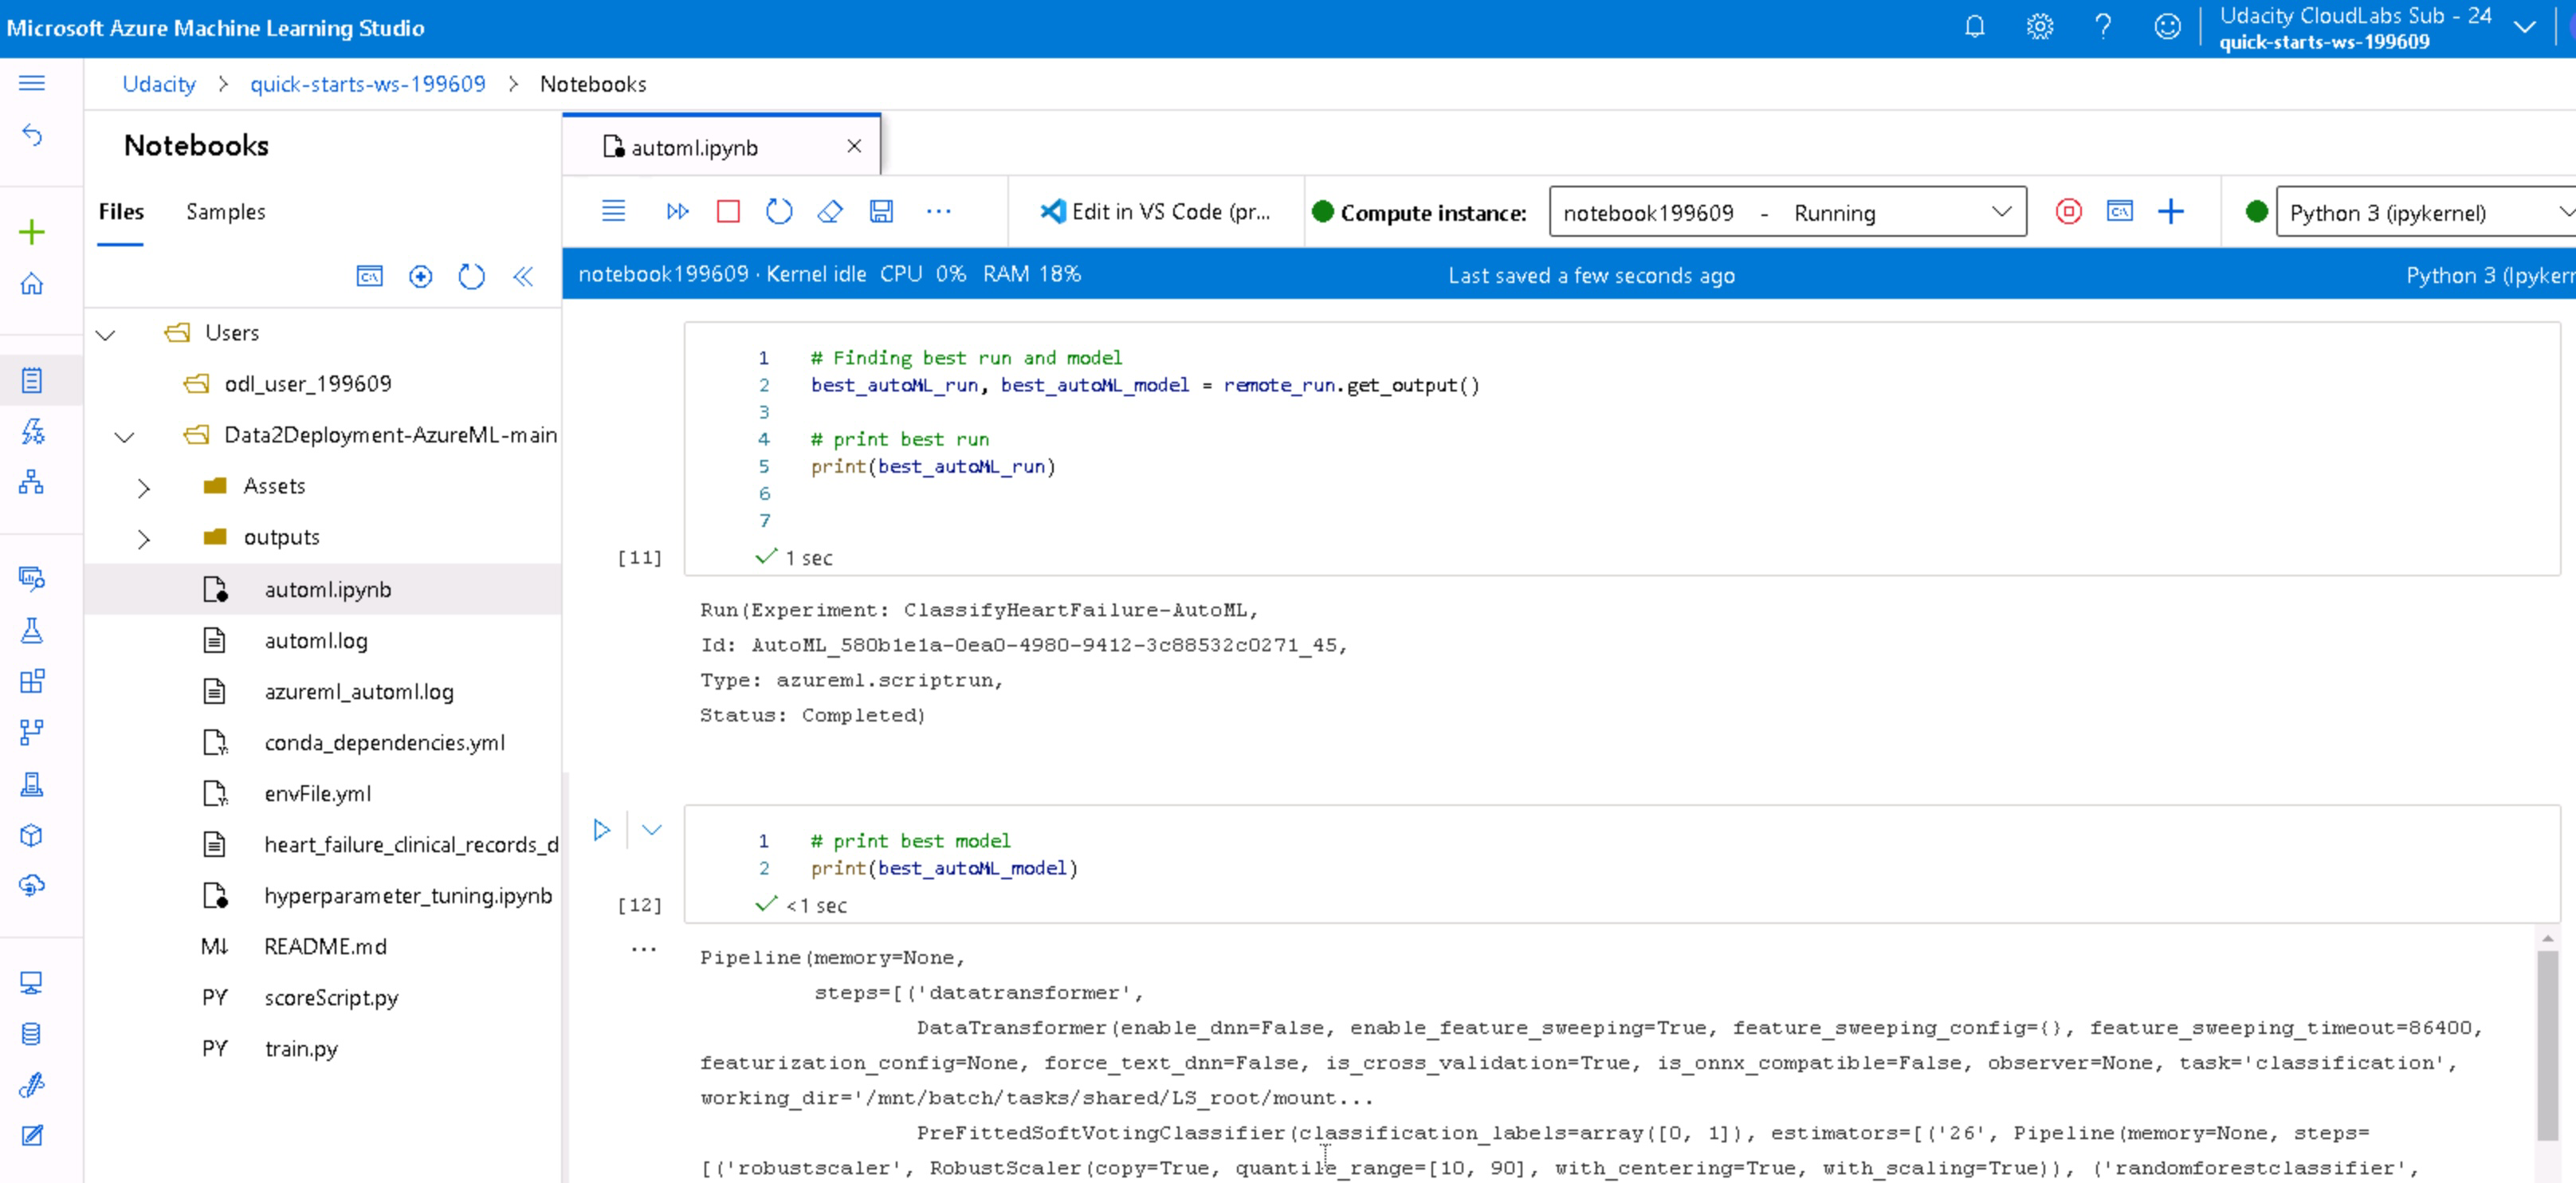 Microsoft Azure Machine Learning Studio
Udacity CloudLabs Sub - 24
quick-starts-ws-199609
Udacity > quick-starts-ws-199609 > Notebooks
Notebooks
Files Samples
Users
odl_user_199609
Data2Deployment-AzureML-main
Assets
outputs
automl.ipynb
automl.log
azureml_automl.log
conda_dependencies.yml
envFile.yml
heart_failure_clinical_records_d
hyperparameter_tuning.ipynb
M↓ README.md
PY scoreScript.py
PY train.py
automl.ipynb
Edit in VS Code (pr... Compute instance: notebook199609 - Running Python 3 (ipykernel)
notebook199609 · Kernel idle CPU 0% RAM 18% Last saved a few seconds ago Python 3 (Ipykern
1 # Finding best run and model
2 best_autoML_run, best_autoML_model = remote_run.get_output()
3
4 # print best run
5 print(best_autoML_run)
6
7
[11] 1 sec
Run(Experiment: ClassifyHeartFailure-AutoML,
Id: AutoML_580b1e1a-0ea0-4980-9412-3c88532c0271_45,
Type: azureml.scriptrun,
Status: Completed)
1 # print best model
2 print(best_autoML_model)
[12] <1 sec
...
Pipeline(memory=None,
steps=[('datatransformer',
DataTransformer(enable_dnn=False, enable_feature_sweeping=True, feature_sweeping_config={}, feature_sweeping_timeout=86400,
featurization_config=None, force_text_dnn=False, is_cross_validation=True, is_onnx_compatible=False, observer=None, task='classification',
working_dir='/mnt/batch/tasks/shared/LS_root/mount...
PreFittedSoftVotingClassifier(classification_labels=array([0, 1]), estimators=[('26', Pipeline(memory=None, steps=
[('robustscaler', RobustScaler(copy=True, quantile_range=[10, 90], with_centering=True, with_scaling=True)), ('randomforestclassifier',